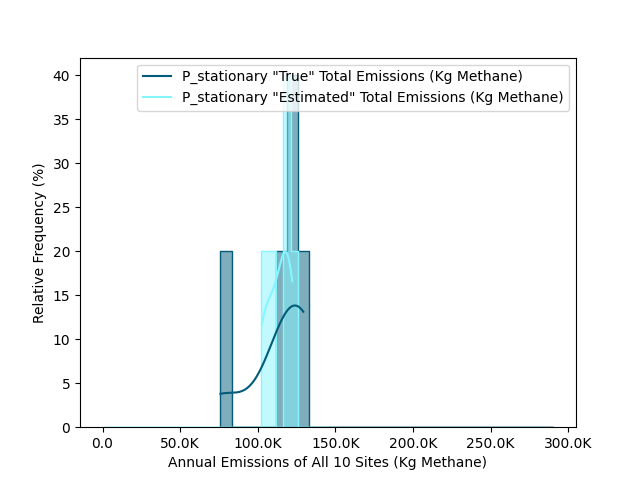 P_stationary "True" Total Emissions (Kg Methane)
P_stationary "Estimated" Total Emissions (Kg Methane)
40
35
30
25
20
15
10
5
0
Relative Frequency (%)
0.0 50.0K 100.0K 150.0K 200.0K 250.0K 300.0K
Annual Emissions of All 10 Sites (Kg Methane)